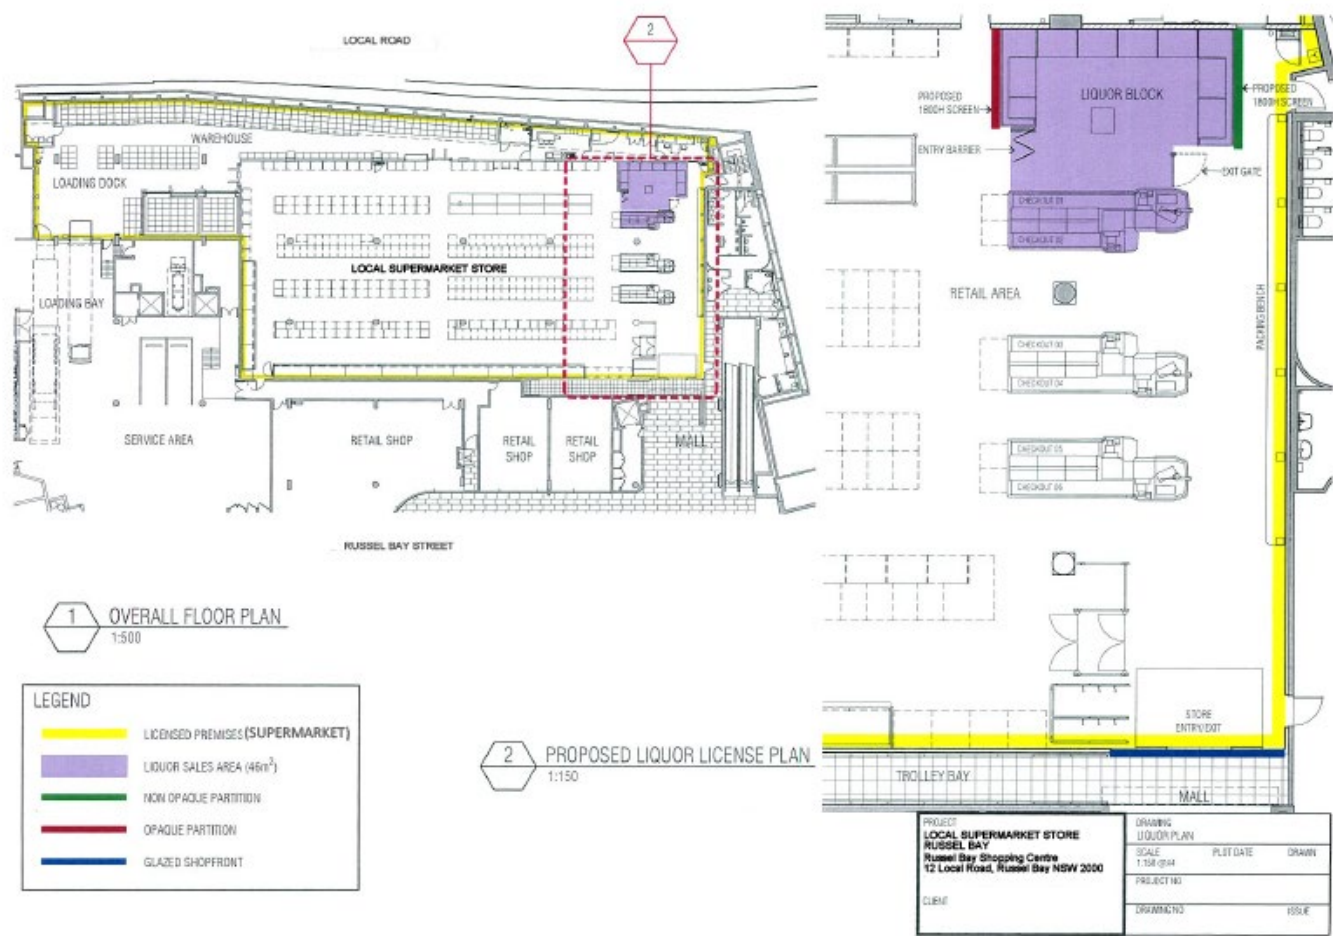 LOCAL ROAD
2
WAREHOUSE
LOADING DOCK
LOCAL SUPERMARKET STORE
LOADING BAY
SERVICE AREA
RETAIL SHOP
RETAIL
SHOP
RETAIL
SHOP
MALL
RUSSEL BAY STREET
1
OVERALL FLOOR PLAN
1:500
LEGEND
LICENSED PREMISES (SUPERMARKET)
LIQUOR SALES AREA (46m²)
NON OPAQUE PARTITION
OPAQUE PARTITION
GLAZED SHOPFRONT
2
PROPOSED LIQUOR LICENSE PLAN
1:150
PROPOSED
1800H SCREEN
LIQUOR BLOCK
PROPOSED
1800H SCREEN
ENTRY BARRIER
EXIT GATE
CHECKOUT 01
CHECKOUT 02
RETAIL AREA
PACKING BENCH
CHECKOUT 03
CHECKOUT 04
CHECKOUT 05
CHECKOUT 06
STORE
ENTRY/EXIT
TROLLEY BAY
MALL
PROJECT
LOCAL SUPERMARKET STORE
RUSSEL BAY
Russel Bay Shopping Centre
12 Local Road, Russel Bay NSW 2000
CLIENT
DRAWING
LIQUOR PLAN
SCALE
1:150 @A4
PLOT DATE
DRAWN
PROJECT NO
DRAWING NO
ISSUE